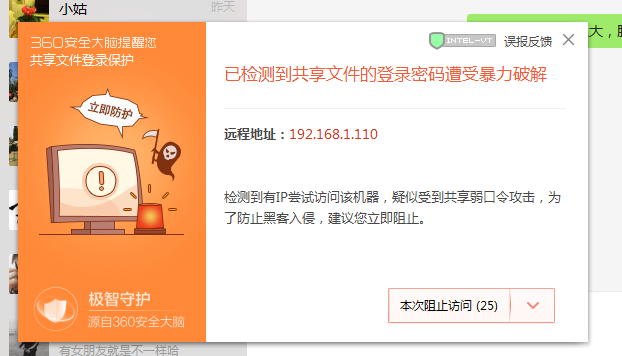 小姑
昨天
大，
360安全大脑提醒您
共享文件登录保护
INTEL-VT
误报反馈
已检测到共享文件的登录密码遭受暴力破解
立即防护
远程地址：192.168.1.110
检测到有IP尝试访问该机器，疑似受到共享弱口令攻击，为
了防止黑客入侵，建议您立即阻止。
极智守护
源自360安全大脑
本次阻止访问 (25)
有女朋友就是不一样哈